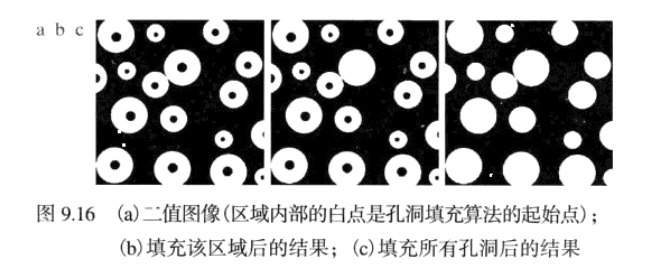 a b c
图 9.16 (a)二值图像(区域内部的白点是孔洞填充算法的起始点);
(b)填充该区域后的结果; (c)填充所有孔洞后的结果